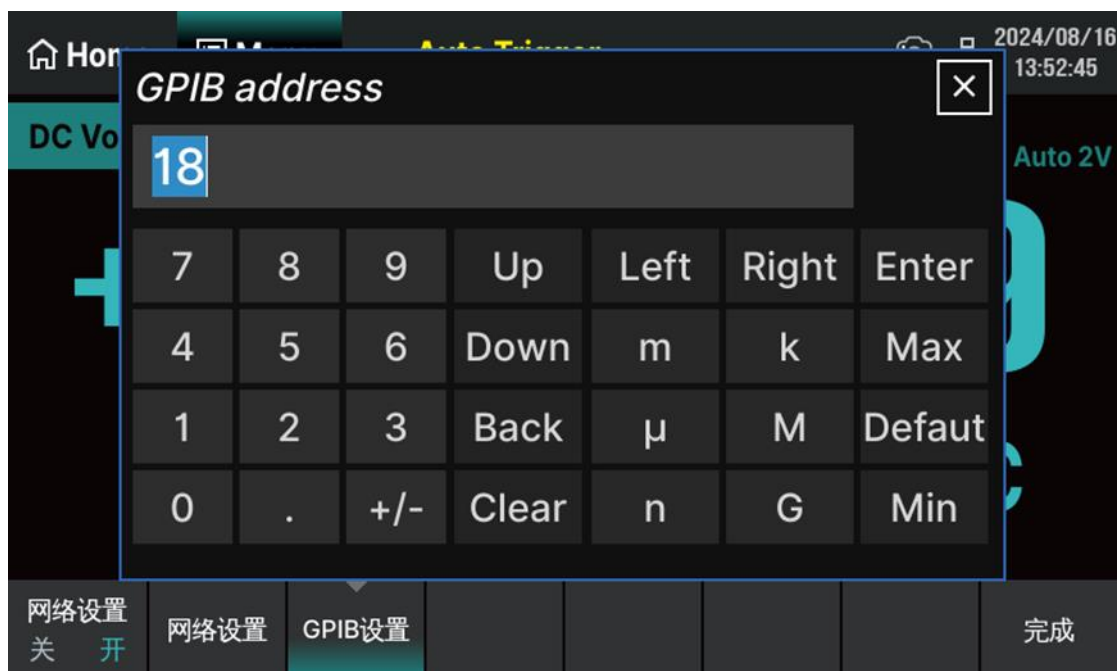 Home
2024/08/16
13:52:45
GPIB address
×
DC Vo
Auto 2V
18
7 8 9 Up Left Right Enter
4 5 6 Down m k Max
1 2 3 Back μ M Defaut
0 . +/- Clear n G Min
网络设置
关 开
网络设置
GPIB设置
完成